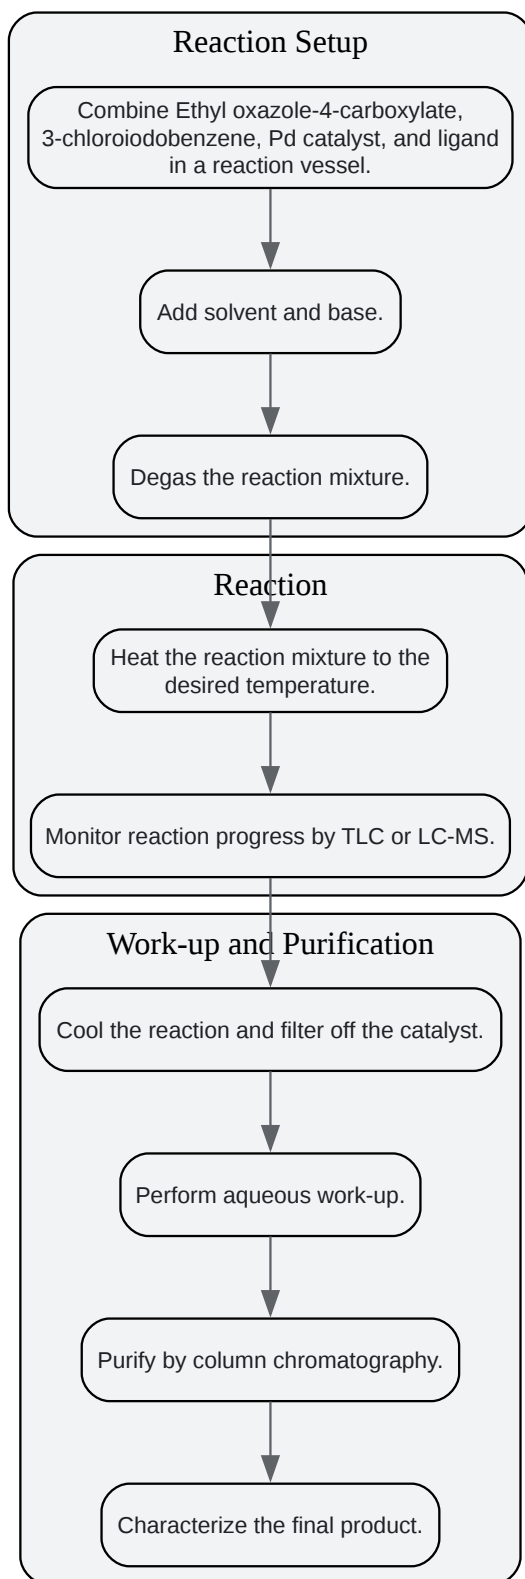 Reaction Setup
Combine Ethyl oxazole-4-carboxylate,
3-chloroiodobenzene, Pd catalyst, and ligand
in a reaction vessel.
Add solvent and base.
Degas the reaction mixture.
Reaction
Heat the reaction mixture to the
desired temperature.
Monitor reaction progress by TLC or LC-MS.
Work-up and Purification
Cool the reaction and filter off the catalyst.
Perform aqueous work-up.
Purify by column chromatography.
Characterize the final product.